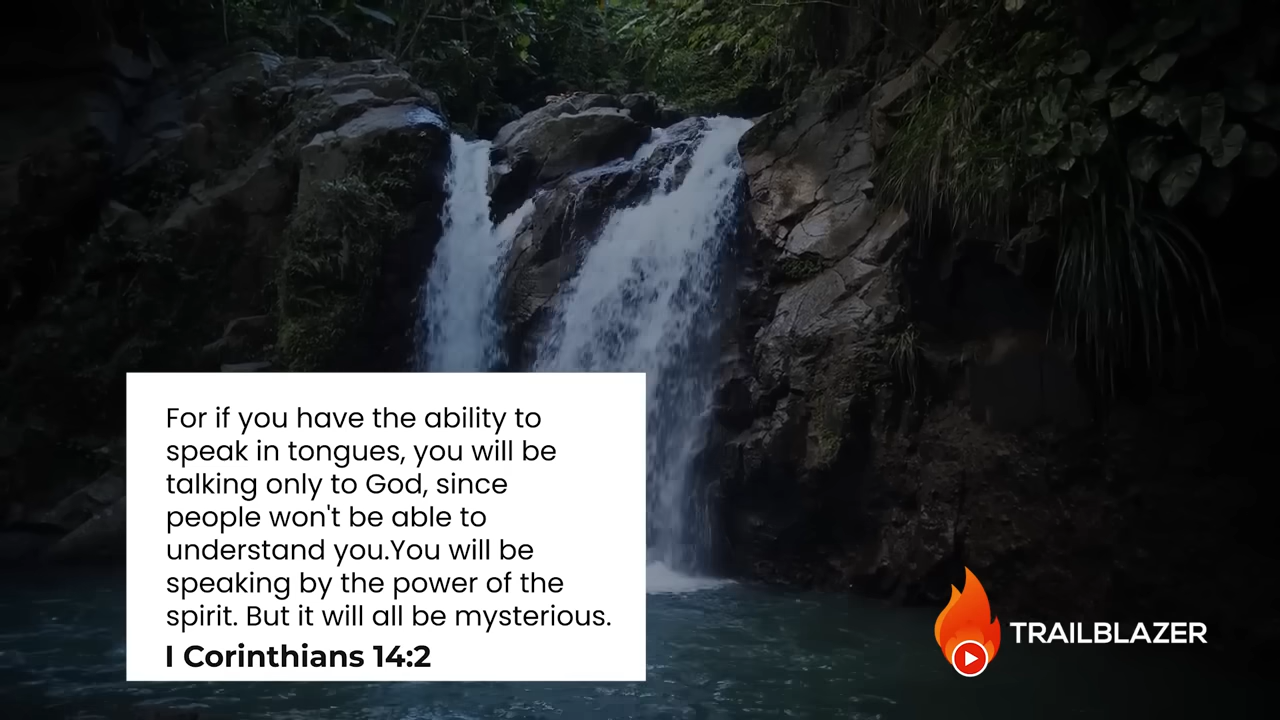 For if you have the ability to
speak in tongues, you will be
talking only to God, since
people won't be able to
understand you.You will be
speaking by the power of the
spirit. But it will all be mysterious.
I Corinthians 14:2
TRAILBLAZER